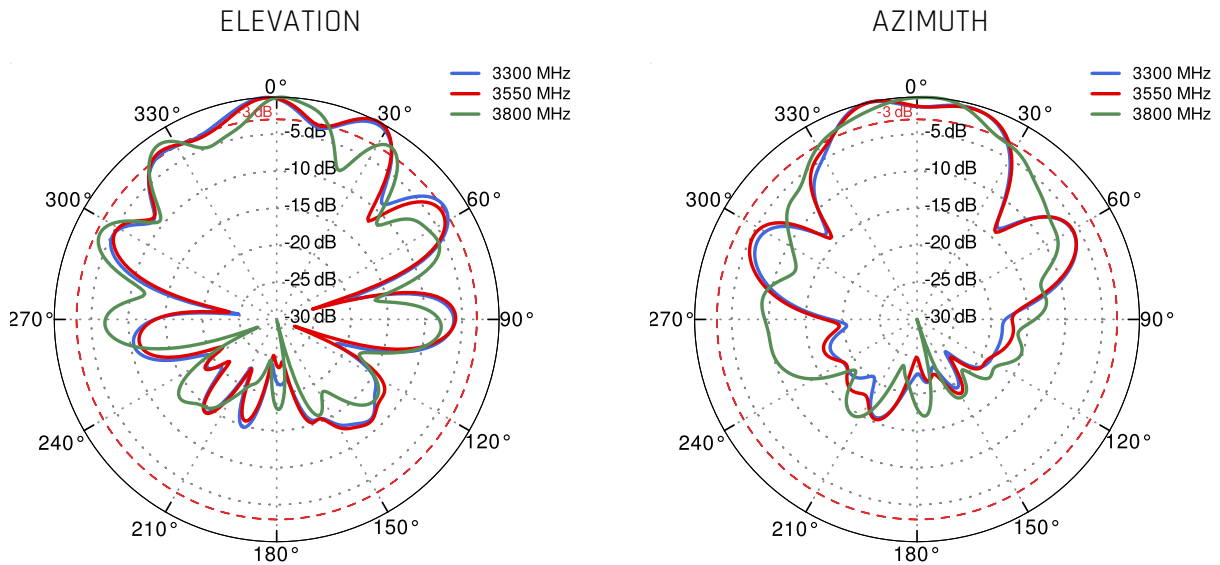 ELEVATION
3300 MHz
3550 MHz
3800 MHz
0°
30°
60°
90°
120°
150°
180°
210°
240°
270°
300°
330°
-3 dB
-5 dB
-10 dB
-15 dB
-20 dB
-25 dB
-30 dB
AZIMUTH
3300 MHz
3550 MHz
3800 MHz
0°
30°
60°
90°
120°
150°
180°
210°
240°
270°
300°
330°
-3 dB
-5 dB
-10 dB
-15 dB
-20 dB
-25 dB
-30 dB